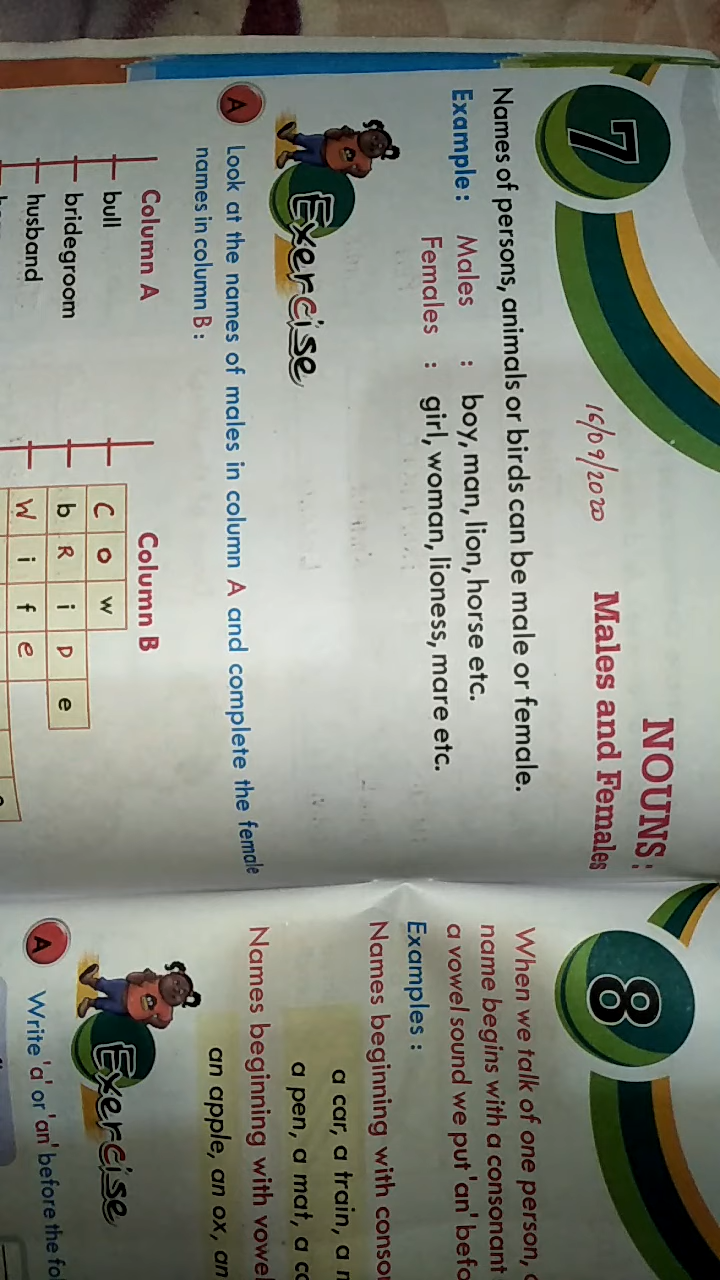 7
NOUNS:
16/09/2020 Males and Females
Names of persons, animals or birds can be male or female.
Example : Males : boy, man, lion, horse etc.
Females : girl, woman, lioness, mare etc.
Exercise
A Look at the names of males in column A and complete the female
names in column B :
Column A Column B
bull C o w
bridegroom b R i D e
husband W i f e
8
When we talk of one person,
name begins with a consonant
a vowel sound we put 'an'
Examples :
Names beginning with
a car, a train, a
a pen, a mat, a
Names beginning with
an apple, an ox, an
Exercise
A Write 'a' or 'an' before the